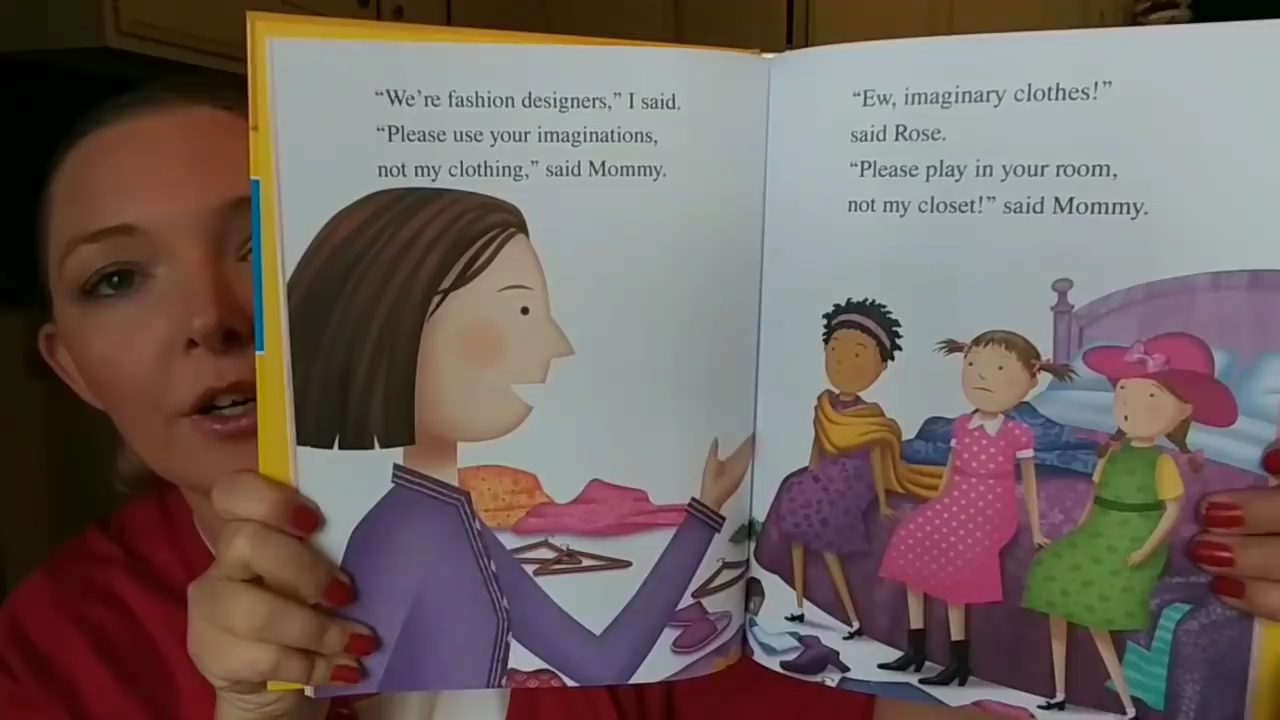 “We’re fashion designers,” I said.
“Please use your imaginations,
not my clothing,” said Mommy.
“Ew, imaginary clothes!”
said Rose.
“Please play in your room,
not my closet!” said Mommy.